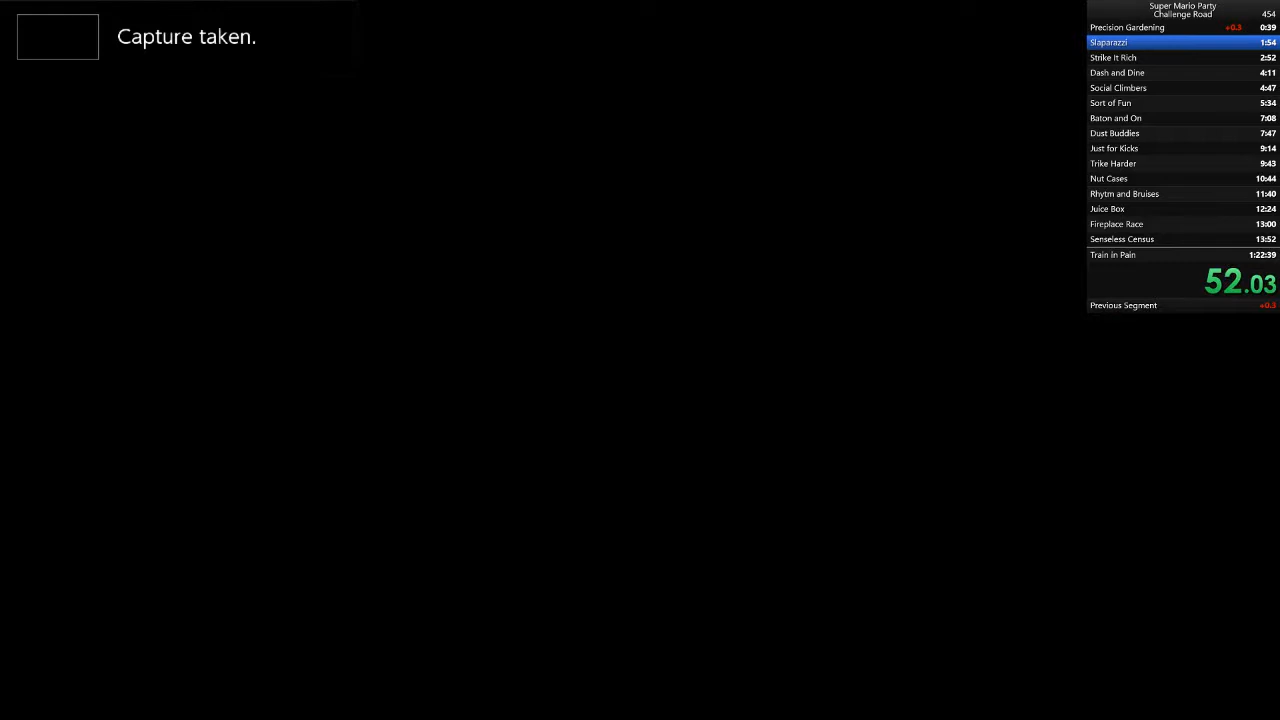 Capture taken.
Super Mario Party
Challenge Road 454
Precision Gardening +0.3 0:39
Slaparazzi 1:54
Strike It Rich 2:52
Dash and Dine 4:11
Social Climbers 4:47
Sort of Fun 5:34
Baton and On 7:08
Dust Buddies 7:47
Just for Kicks 9:14
Trike Harder 9:43
Nut Cases 10:44
Rhytm and Bruises 11:40
Juice Box 12:24
Fireplace Race 13:00
Senseless Census 13:52
Train in Pain 1:22:39
52.03
Previous Segment +0.3